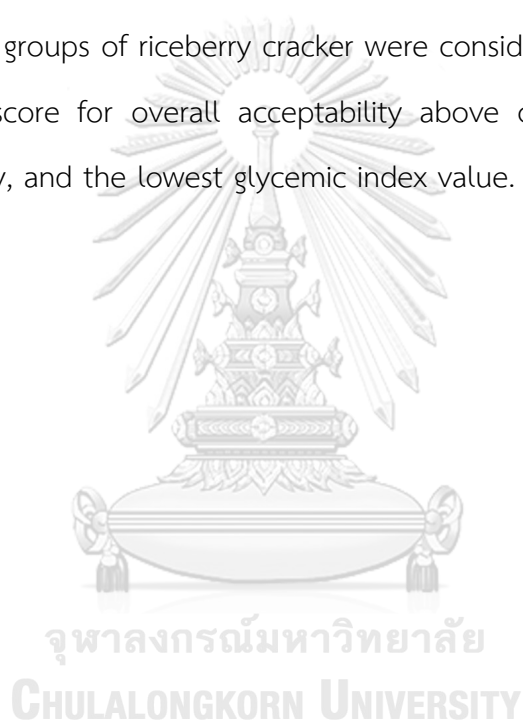 groups of riceberry cracker were consid
score for overall acceptability above o
y, and the lowest glycemic index value.
จุฬาลงกรณ์มหาวิทยาลัย
CHULALONGKORN UNIVERSITY